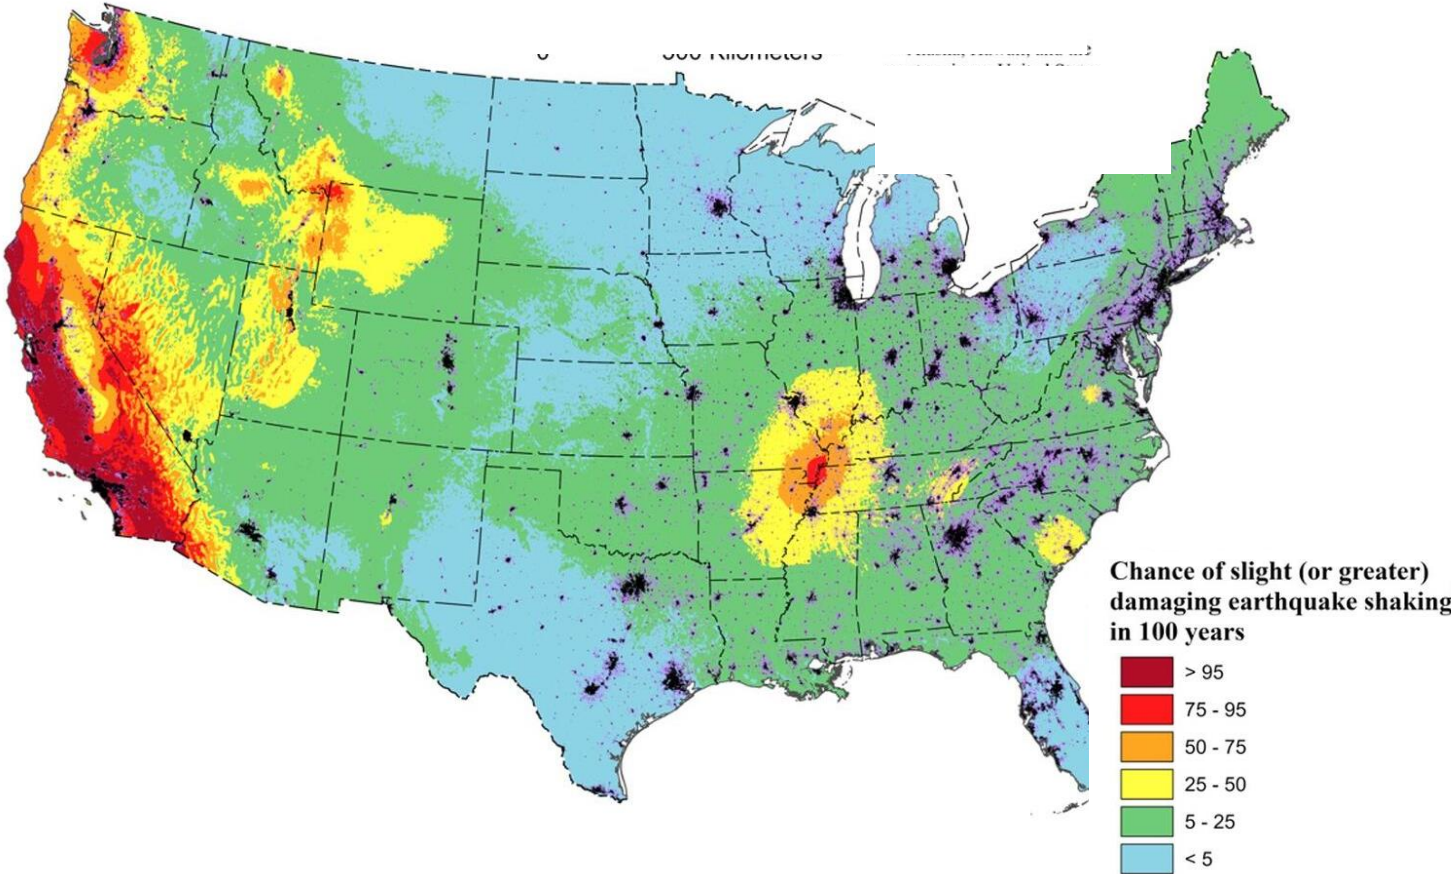 Chance of slight (or greater)
damaging earthquake shaking
in 100 years
> 95
75 - 95
50 - 75
25 - 50
5 - 25
< 5